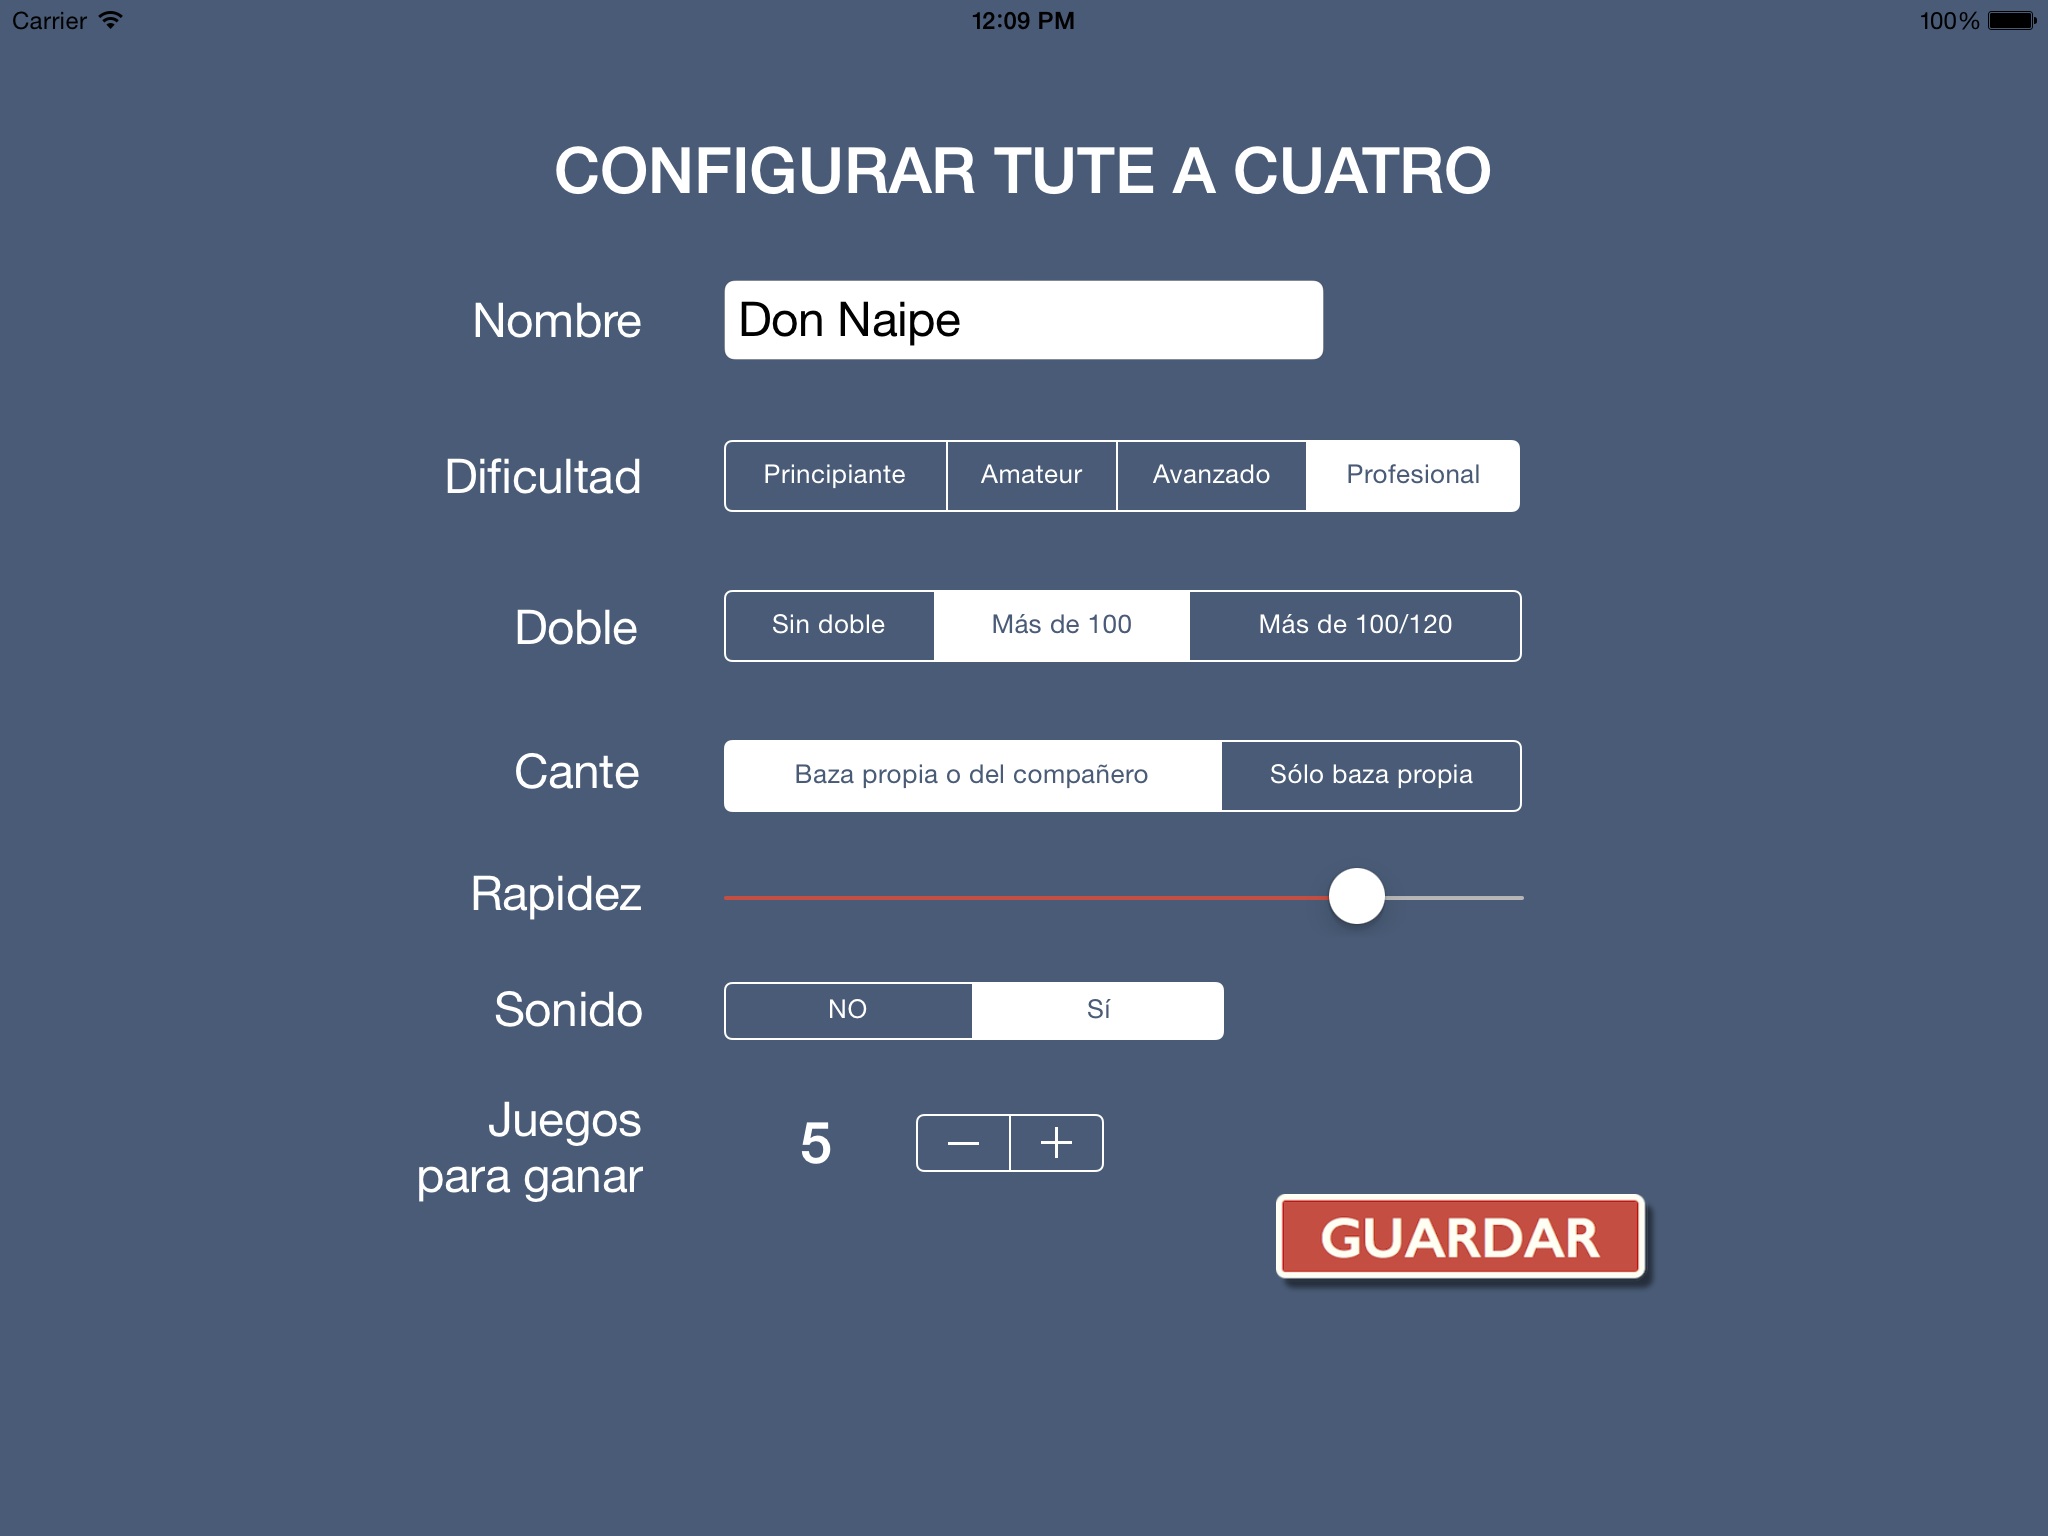 Carrier 12:09 PM 100%
CONFIGURAR TUTE A CUATRO
Nombre Don Naipe
Dificultad Principiante Amateur Avanzado Profesional
Doble Sin doble Más de 100 Más de 100/120
Cante Baza propia o del compañero Sólo baza propia
Rapidez
Sonido NO Sí
Juegos
para ganar
5 − +
GUARDAR